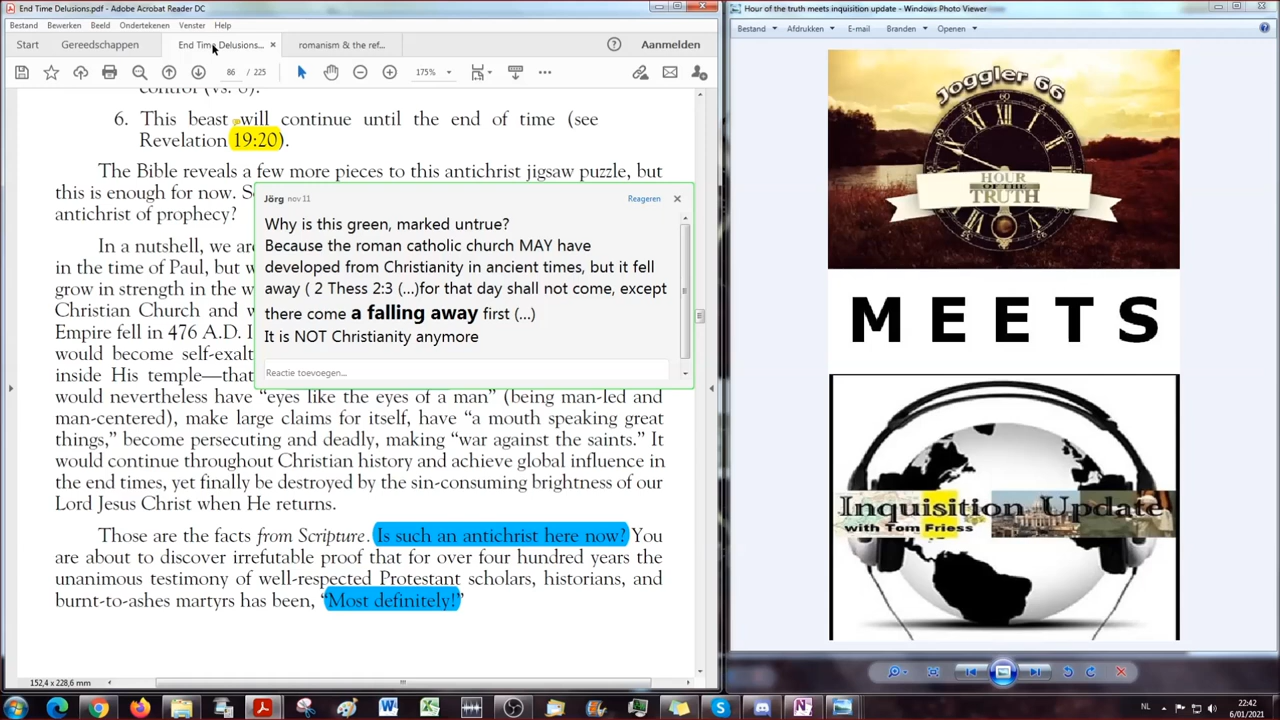 End Time Delusions.pdf - Adobe Acrobat Reader DC
Bestand Bewerken Beeld Ondertekenen Venster Help
Start Gereedschappen End Time Delusions... × romanism & the ref... Aanmelden
86 / 225 175%
6. This beast will continue until the end of time (see
Revelation 19:20).
The Bible reveals a few more pieces to this antichrist jigsaw puzzle, but
this is enough for now. S
antichrist of prophecy?
In a nutshell, we are
in the time of Paul, but w
grow in strength in the w
Christian Church and w
Empire fell in 476 A.D. I
would become self-exalt
inside His temple—that
would nevertheless have “eyes like the eyes of a man” (being man-led and
man-centered), make large claims for itself, have “a mouth speaking great
things,” become persecuting and deadly, making “war against the saints.” It
would continue throughout Christian history and achieve global influence in
the end times, yet finally be destroyed by the sin-consuming brightness of our
Lord Jesus Christ when He returns.
Those are the facts from Scripture. Is such an antichrist here now? You
are about to discover irrefutable proof that for over four hundred years the
unanimous testimony of well-respected Protestant scholars, historians, and
burnt-to-ashes martyrs has been, “Most definitely!”
Jörg nov 11 Reageren
Why is this green, marked untrue?
Because the roman catholic church MAY have
developed from Christianity in ancient times, but it fell
away ( 2 Thess 2:3 (...)for that day shall not come, except
there come a falling away first (...)
It is NOT Christianity anymore
Reactie toevoegen...
152,4 x 228,6 mm
Hour of the truth meets inquisition update - Windows Photo Viewer
Bestand Afdrukken E-mail Branden Openen
Joggler 66
HOUR
OF THE
TRUTH
MEETS
Inquisition Update
with Tom Friess
NL
22:42
6/01/2021